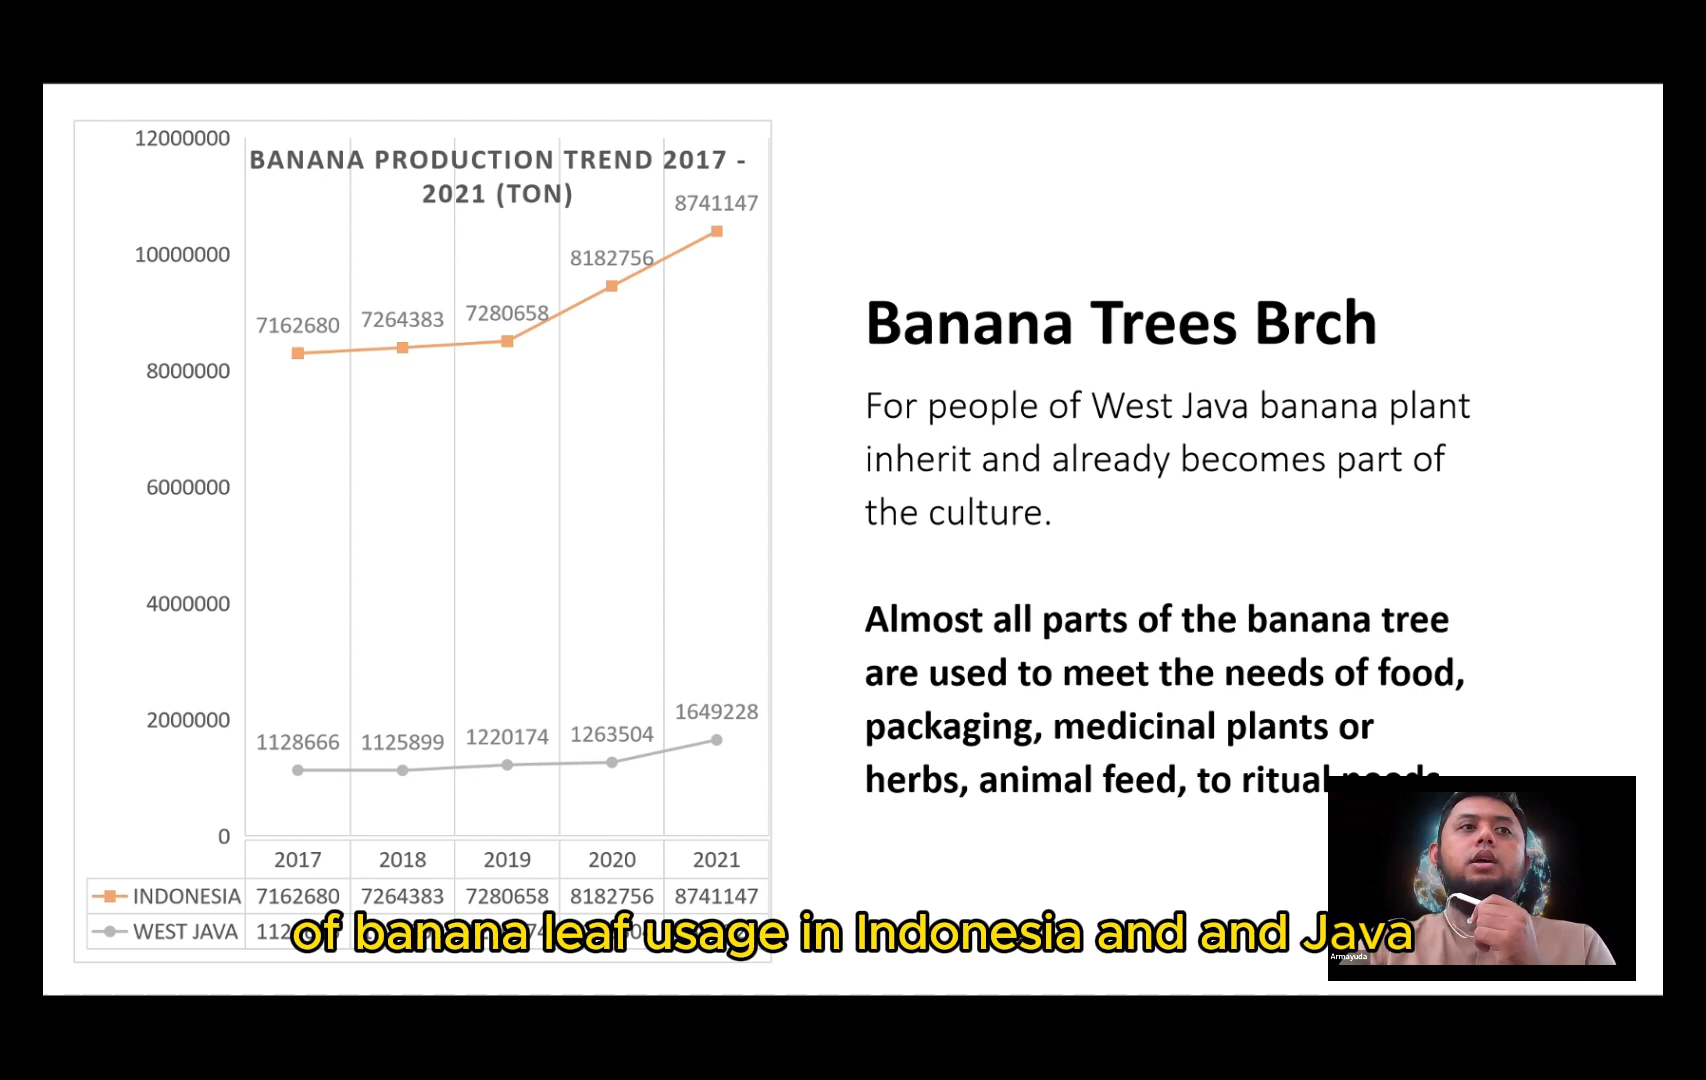 12000000
BANANA PRODUCTION TREND 2017 -
2021 (TON)
8741147
10000000
8182756
7162680
7264383
7280658
8000000
6000000
4000000
2000000
1649228
1128666
1125899
1220174
1263504
0
2017 2018 2019 2020 2021
INDONESIA 7162680 7264383 7280658 8182756 8741147
WEST JAVA
Banana Trees Brch
For people of West Java banana plant
inherit and already becomes part of
the culture.
Almost all parts of the banana tree
are used to meet the needs of food,
packaging, medicinal plants or
herbs, animal feed, to ritual needs
of banana leaf usage in Indonesia and and Java
Armayuda